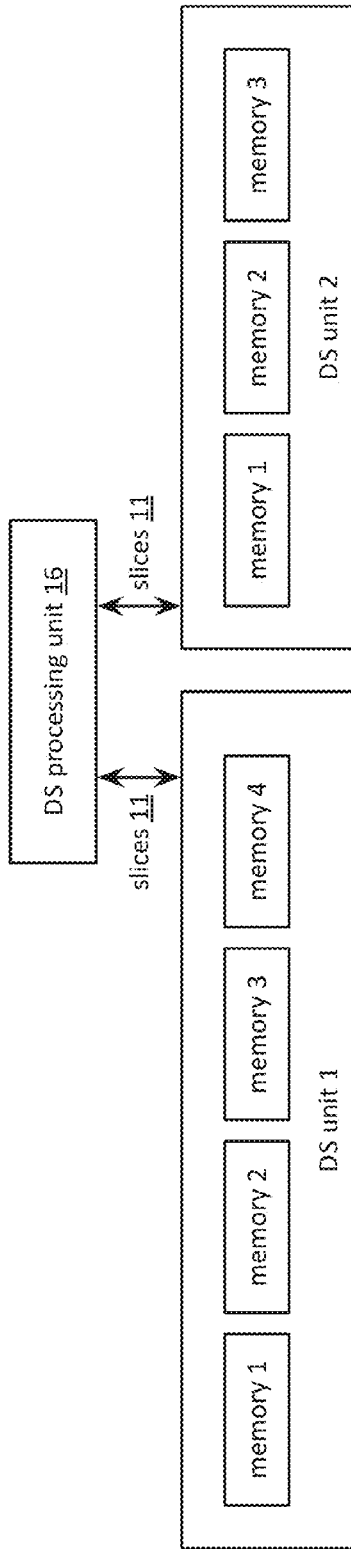 DS processing unit 16
slices 11
slices 11
memory 1
memory 2
memory 3
memory 4
DS unit 1
memory 1
memory 2
memory 3
DS unit 2